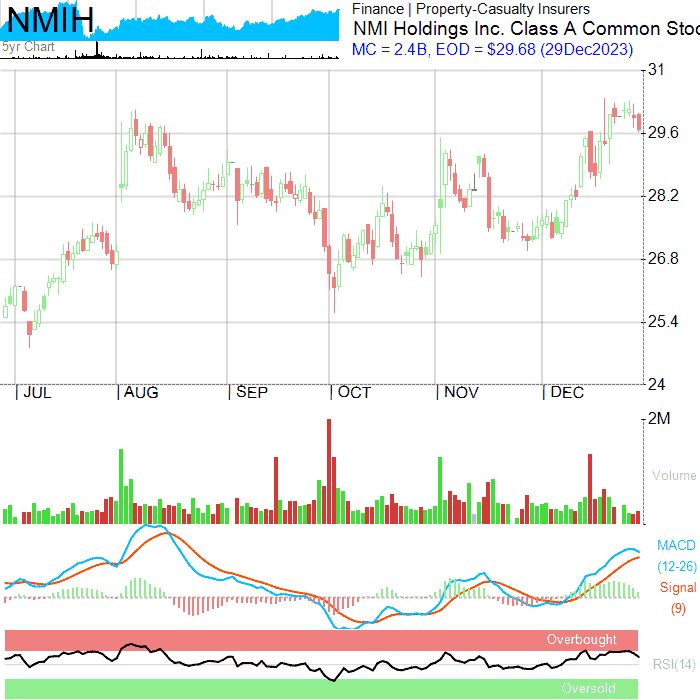 NMIH
5yr Chart
Finance | Property-Casualty Insurers
NMI Holdings Inc. Class A Common Stoc
MC = 2.4B, EOD = $29.68 (29Dec2023)
31
29.6
28.2
26.8
25.4
24
| JUL | AUG | SEP | OCT | NOV | DEC
2M
Volume
MACD
(12-26)
Signal
(9)
Overbought
RSI(14)
Oversold